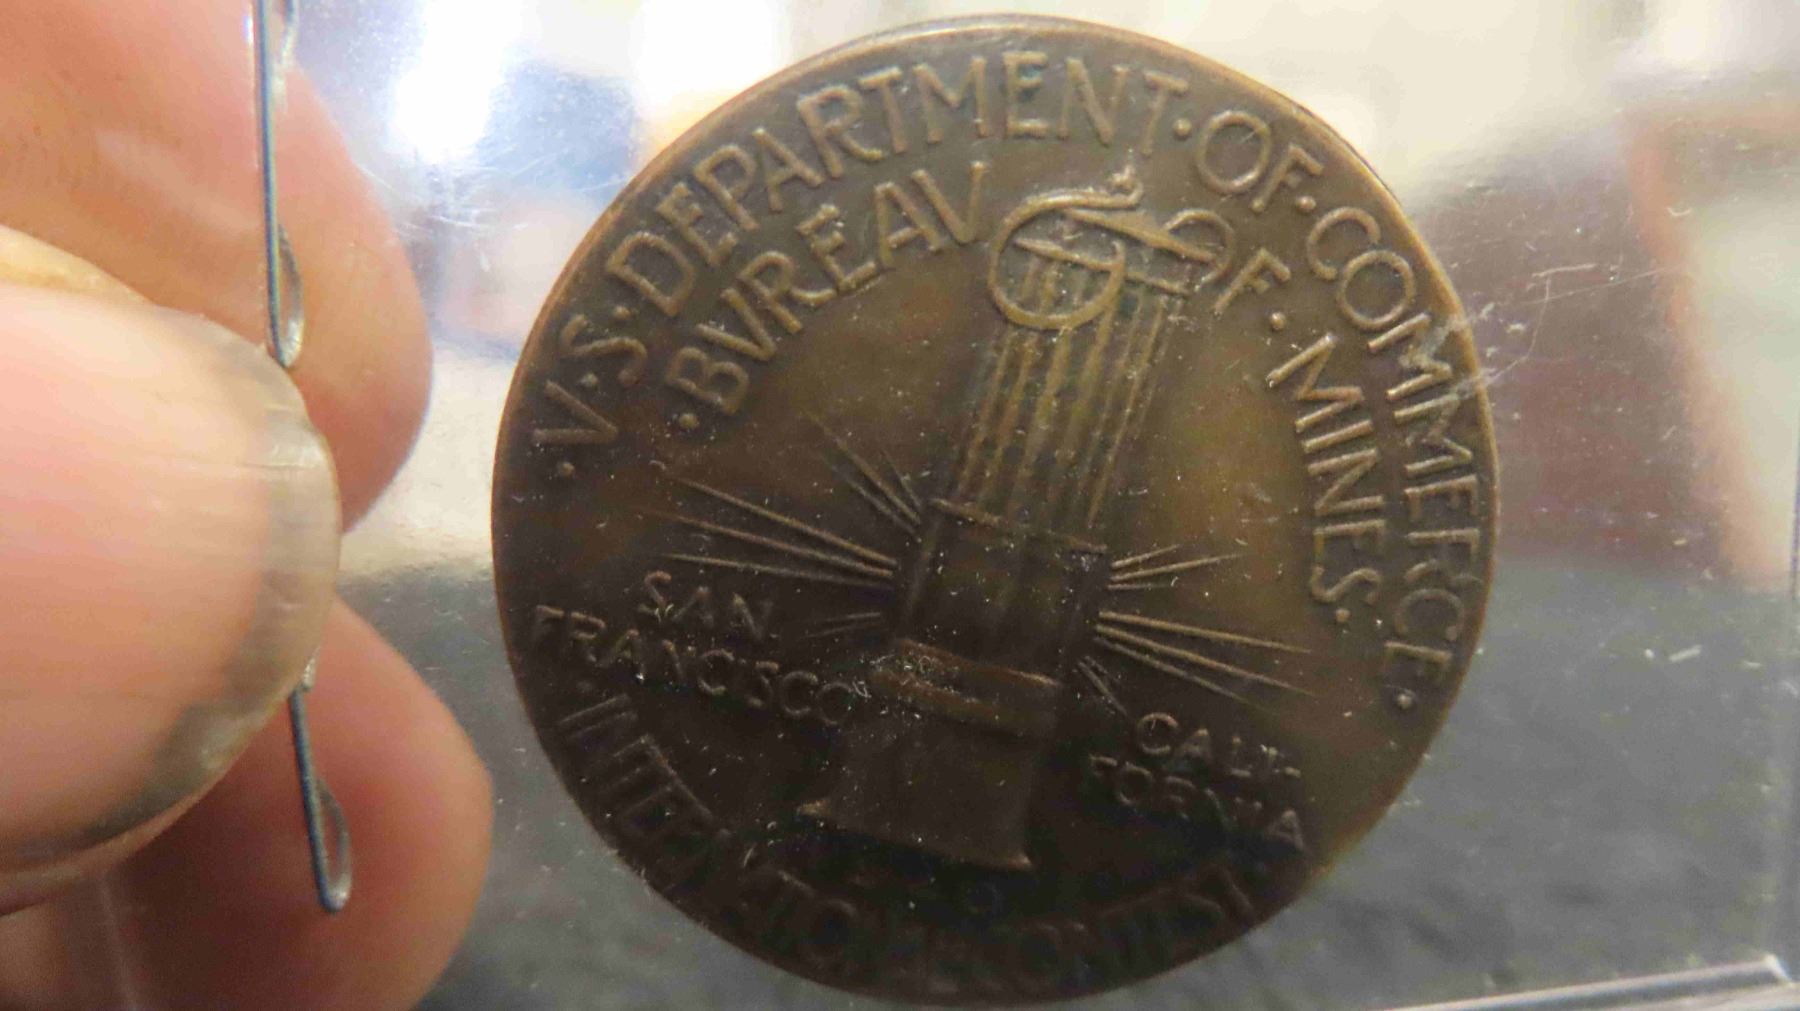 ·V·S·DEPARTMENT·OF·COMMERCE·
·BVREAV OF·MINES·
SAN
FRANCISCO
CALI-
FORNIA